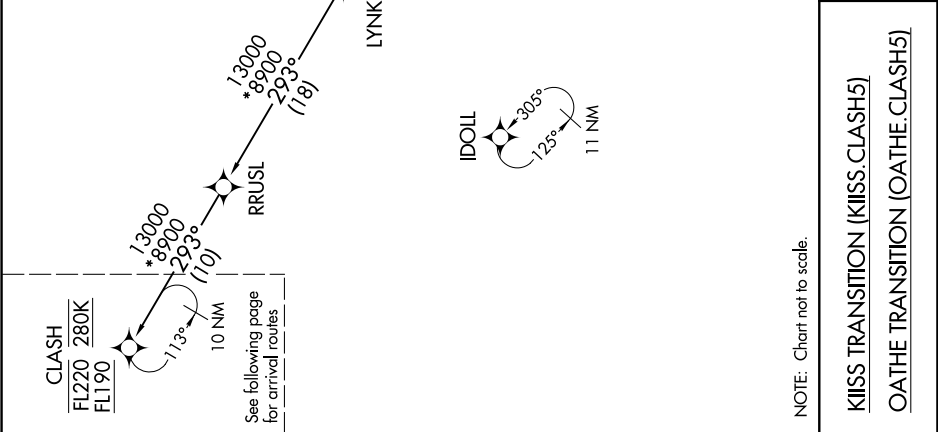 LYNK
13000
*8900
293°
(18)
RRUSL
13000
*8900
293°
(10)
CLASH
FL220 280K
FL190
113°
10 NM
See following page
for arrival routes
IDOLL
305°
125°
11 NM
NOTE: Chart not to scale.
KIISS TRANSITION (KIISS.CLASH5)
OATHE TRANSITION (OATHE.CLASH5)